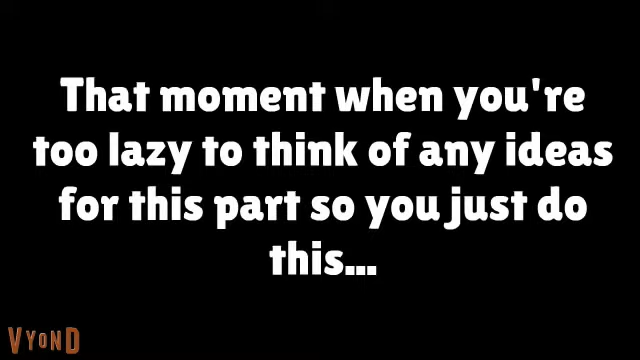 That moment when you're
too lazy to think of any ideas
for this part so you just do
this...
VYOND